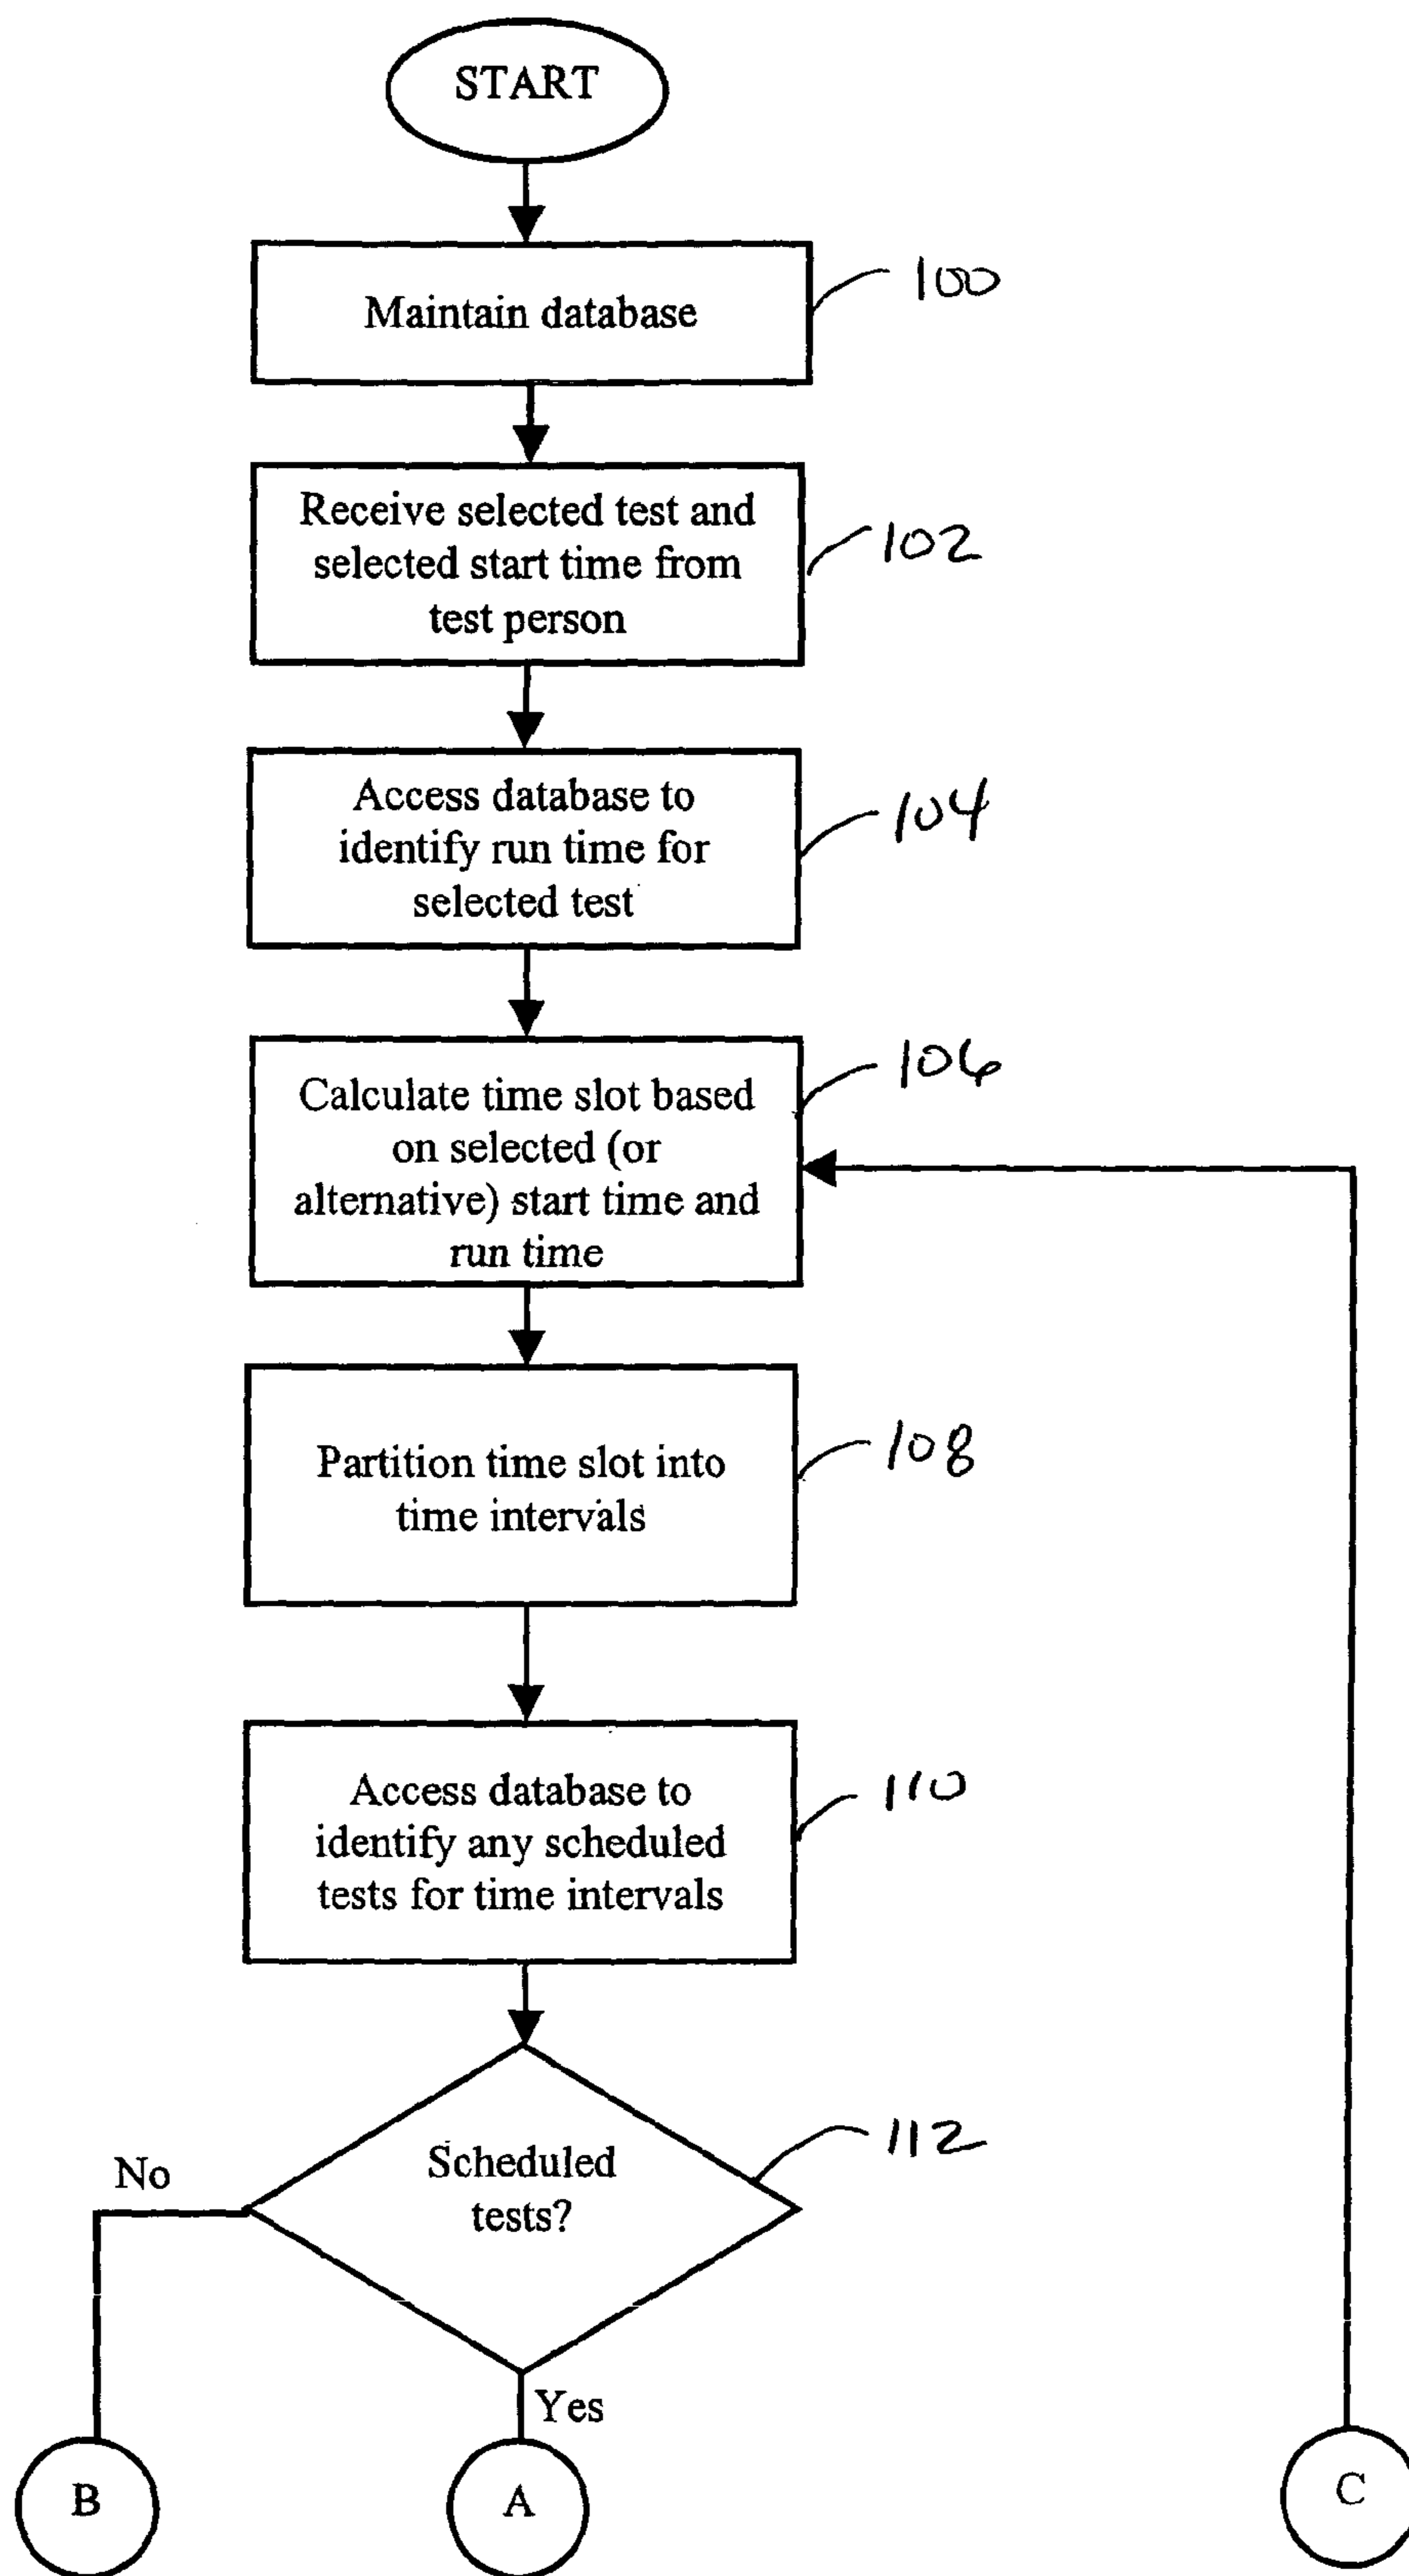 START
Maintain database
100
Receive selected test and
selected start time from
test person
102
Access database to
identify run time for
selected test
104
Calculate time slot based
on selected (or
alternative) start time and
run time
106
Partition time slot into
time intervals
108
Access database to
identify any scheduled
tests for time intervals
110
Scheduled
tests?
112
No
Yes
B
A
C